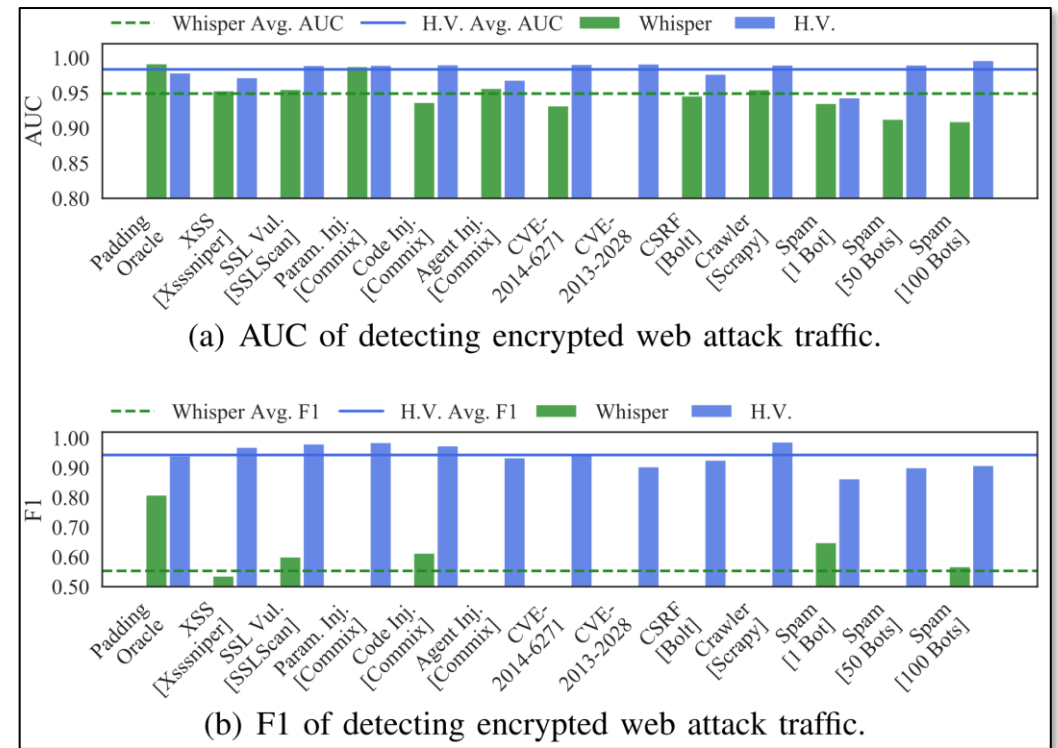 Whisper Avg. AUC H.V. Avg. AUC Whisper H.V.
AUC
1.00
0.95
0.90
0.85
0.80
Padding
Oracle
XSS
[Xsssniper]
SSL Vul.
[SSLScan]
Param. Inj.
[Commix]
Code Inj.
[Commix]
Agent Inj.
[Commix]
CVE-
2014-6271
CVE-
2013-2028
CSRF
[Bolt]
Crawler
[Scrapy]
Spam
[1 Bot]
Spam
[50 Bots]
Spam
[100 Bots]
(a) AUC of detecting encrypted web attack traffic.
Whisper Avg. F1 H.V. Avg. F1 Whisper H.V.
F1
1.00
0.90
0.80
0.70
0.60
0.50
Padding
Oracle
XSS
[Xsssniper]
SSL Vul.
[SSLScan]
Param. Inj.
[Commix]
Code Inj.
[Commix]
Agent Inj.
[Commix]
CVE-
2014-6271
CVE-
2013-2028
CSRF
[Bolt]
Crawler
[Scrapy]
Spam
[1 Bot]
Spam
[50 Bots]
Spam
[100 Bots]
(b) F1 of detecting encrypted web attack traffic.